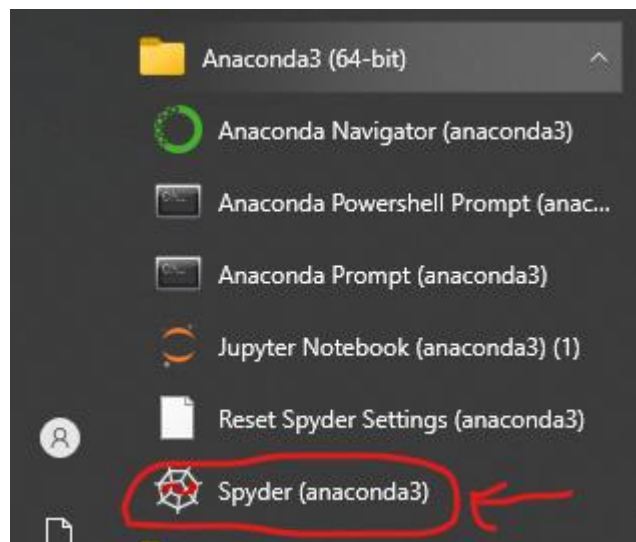 Anaconda3 (64-bit)
Anaconda Navigator (anaconda3)
Anaconda Powershell Prompt (anac...
Anaconda Prompt (anaconda3)
Jupyter Notebook (anaconda3) (1)
Reset Spyder Settings (anaconda3)
Spyder (anaconda3)